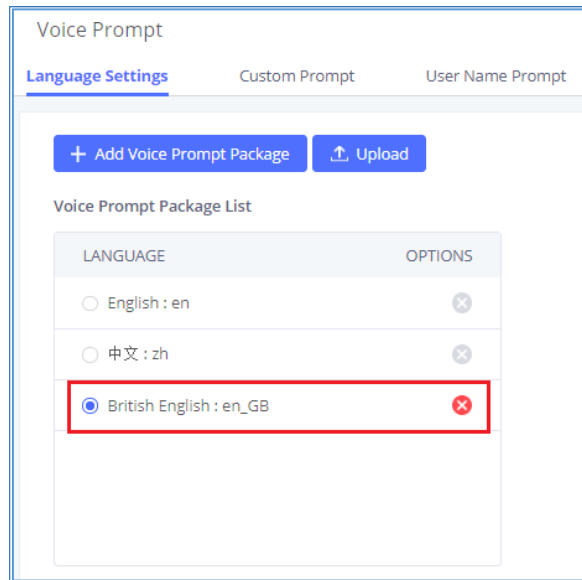 Voice Prompt
Language Settings Custom Prompt User Name Prompt
+ Add Voice Prompt Package Upload
Voice Prompt Package List
LANGUAGE OPTIONS
English : en
中文 : zh
British English : en_GB